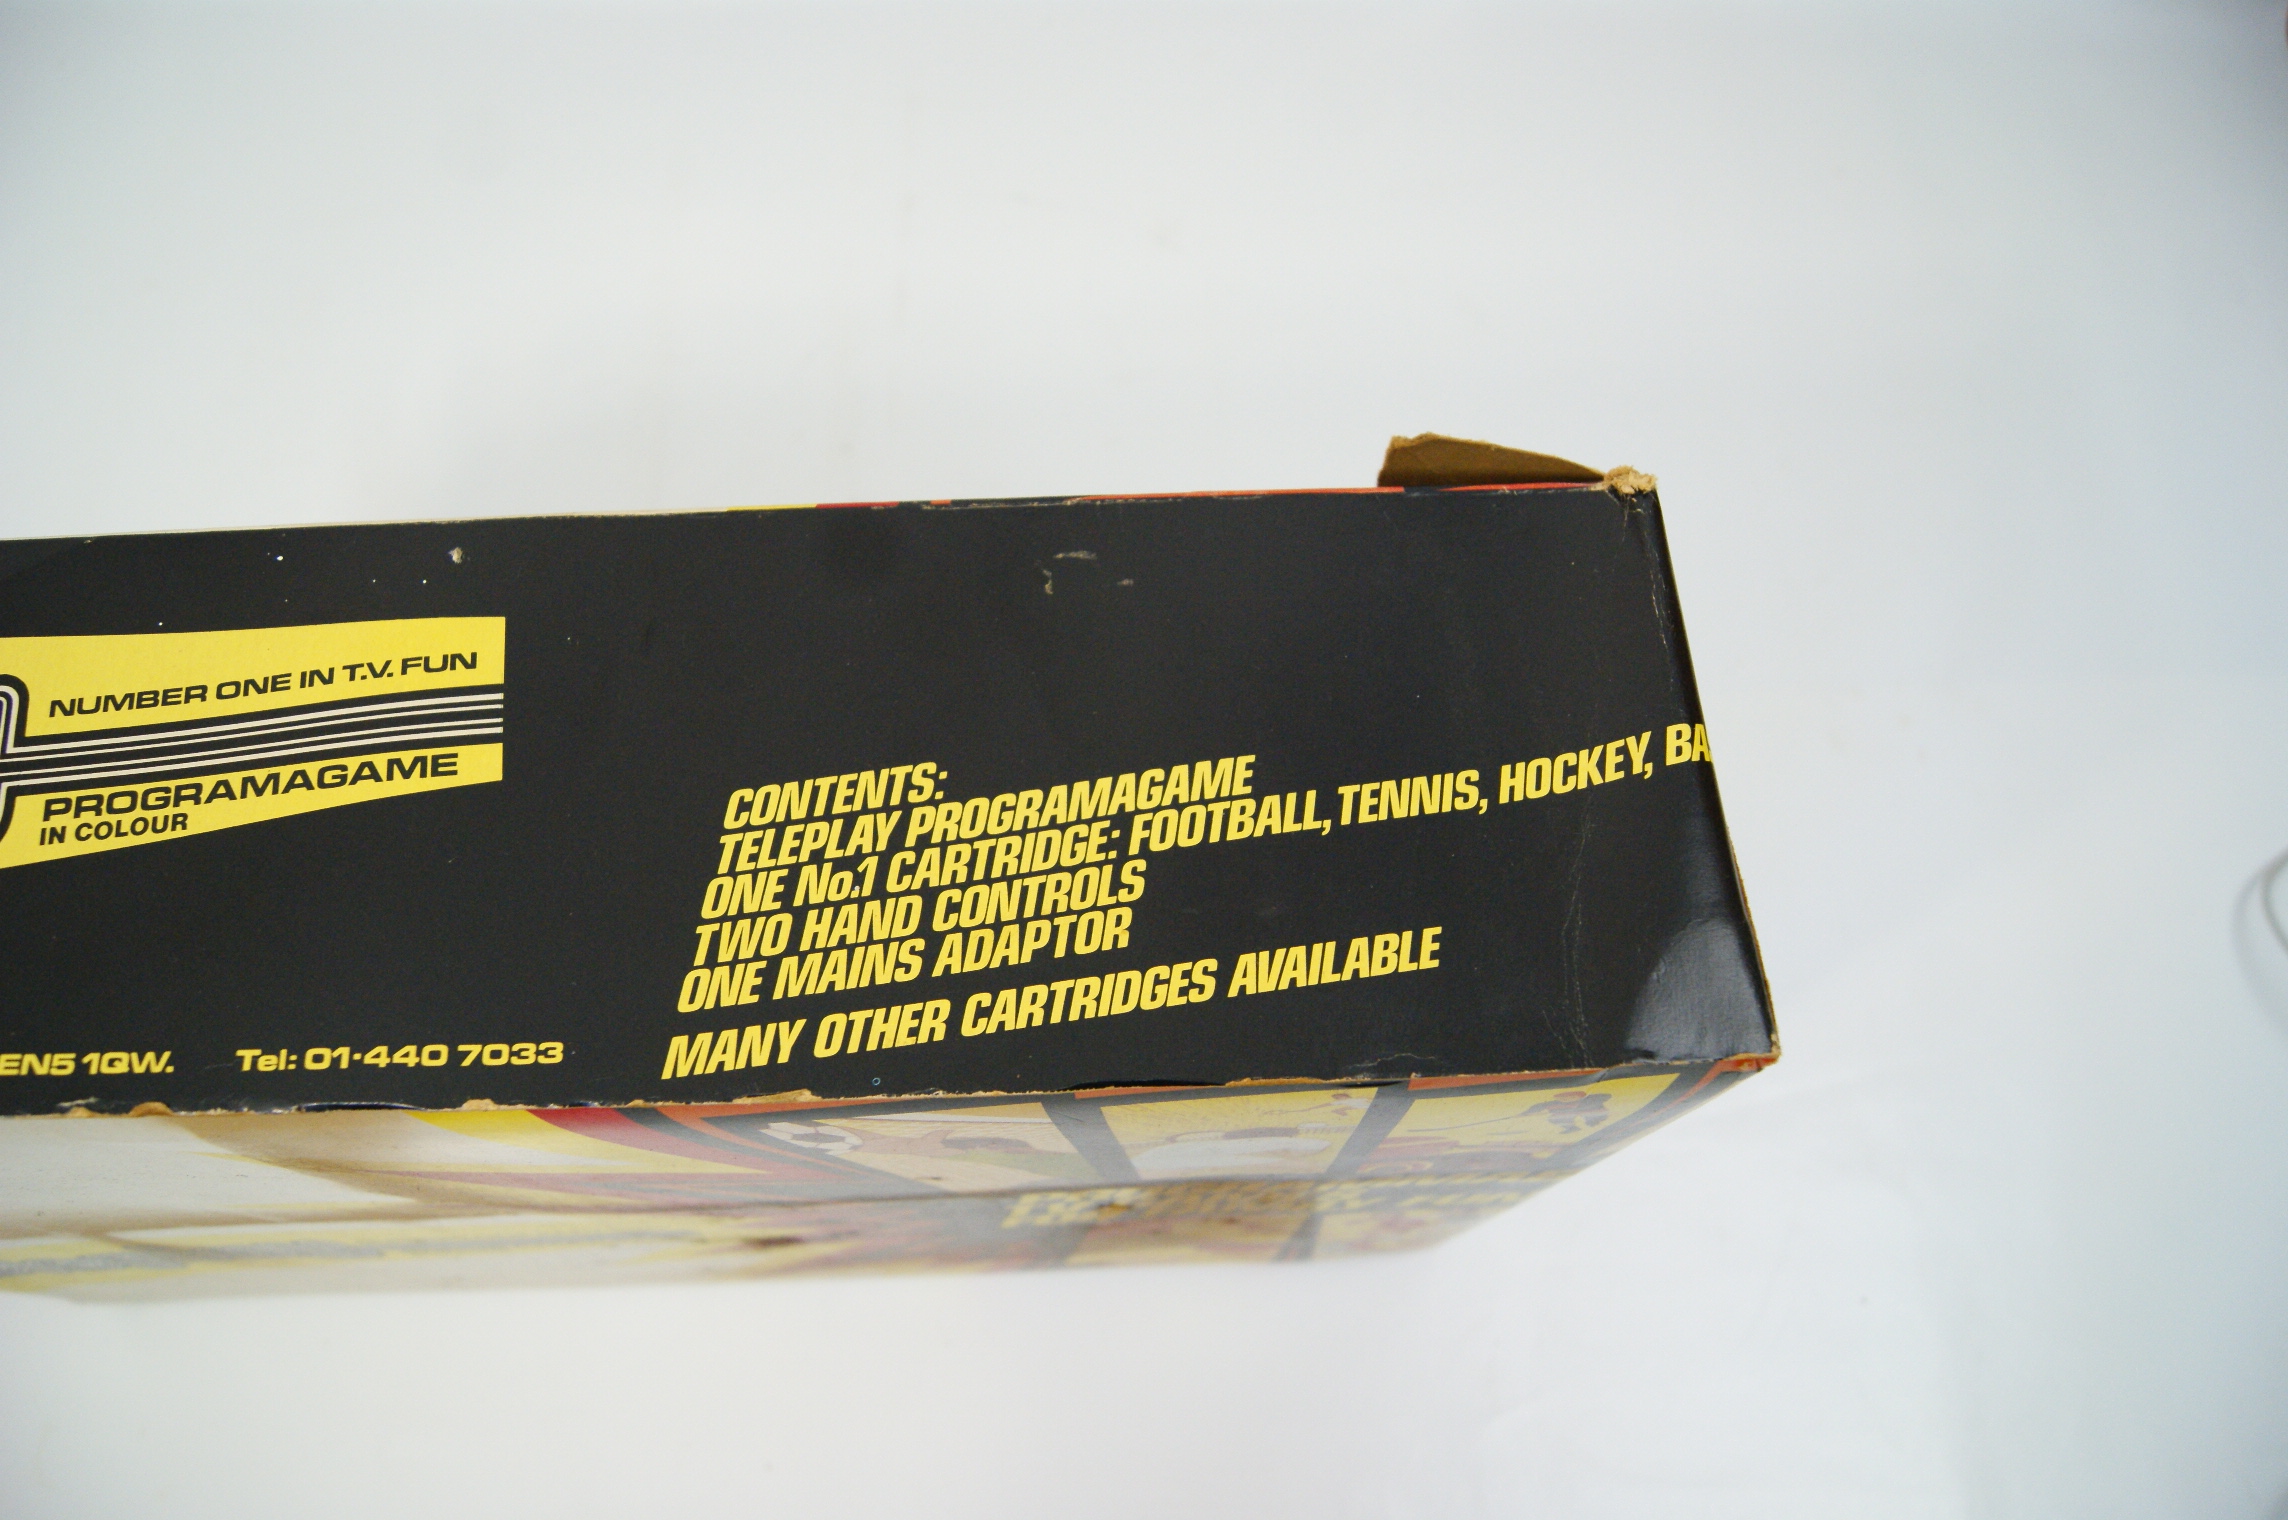 NUMBER ONE IN T.V. FUN
PROGRAMAGAME
IN COLOUR
EN5 1QW. Tel: 01·440 7033
CONTENTS:
TELEPLAY PROGRAMAGAME
ONE No.1 CARTRIDGE: FOOTBALL, TENNIS, HOCKEY, BA
TWO HAND CONTROLS
ONE MAINS ADAPTOR
MANY OTHER CARTRIDGES AVAILABLE